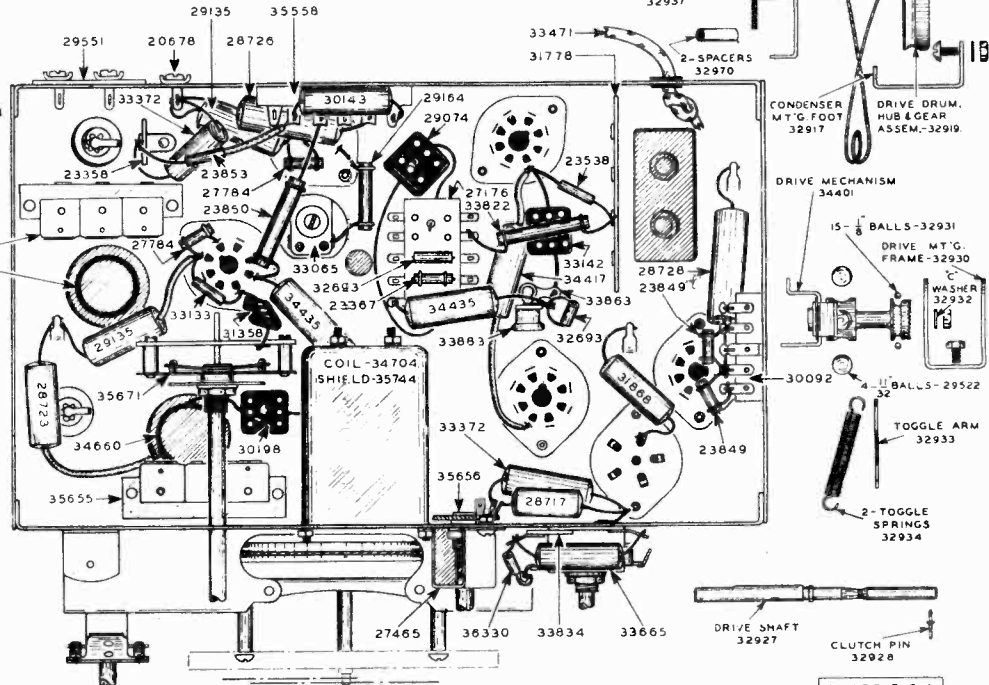 29135
35558
32937
29551
20678
28726
33471
31778
2-SPACERS
32970
33372
29135
30143
29164
29074
CONDENSER
MT'G. FOOT
32917
DRIVE DRUM,
HUB & GEAR
ASSEM.-32919.
23358
23853
27784
23850
27176
33822
23538
DRIVE MECHANISM
34401
15-1/8" BALLS-32931
DRIVE MT'G.
FRAME-32930
"C"
WASHER
32932
27784
33065
32693
23367
33142
34417
28728
23849
33863
33133
31358
34435
34435
33883
32693
29135
COIL-34704
SHIELD-35744
30092
4-11/32" BALLS-29522
35671
31868
28723
TOGGLE ARM
32933
34660
30198
33372
23849
35656
35655
28717
2-TOGGLE
SPRINGS
32934
27465
36330
33834
33665
DRIVE SHAFT
32927
CLUTCH PIN
32928